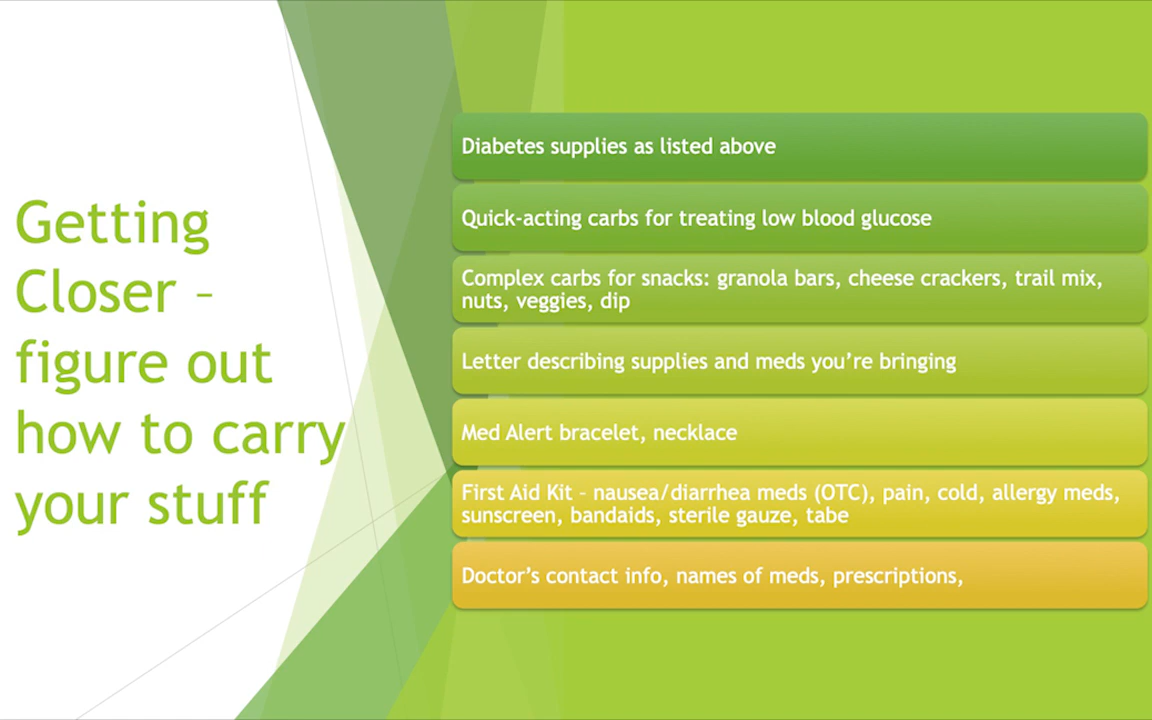 Getting
Closer –
figure out
how to carry
your stuff
Diabetes supplies as listed above
Quick-acting carbs for treating low blood glucose
Complex carbs for snacks: granola bars, cheese crackers, trail mix,
nuts, veggies, dip
Letter describing supplies and meds you’re bringing
Med Alert bracelet, necklace
First Aid Kit – nausea/diarrhea meds (OTC), pain, cold, allergy meds,
sunscreen, bandaids, sterile gauze, tabe
Doctor’s contact info, names of meds, prescriptions,